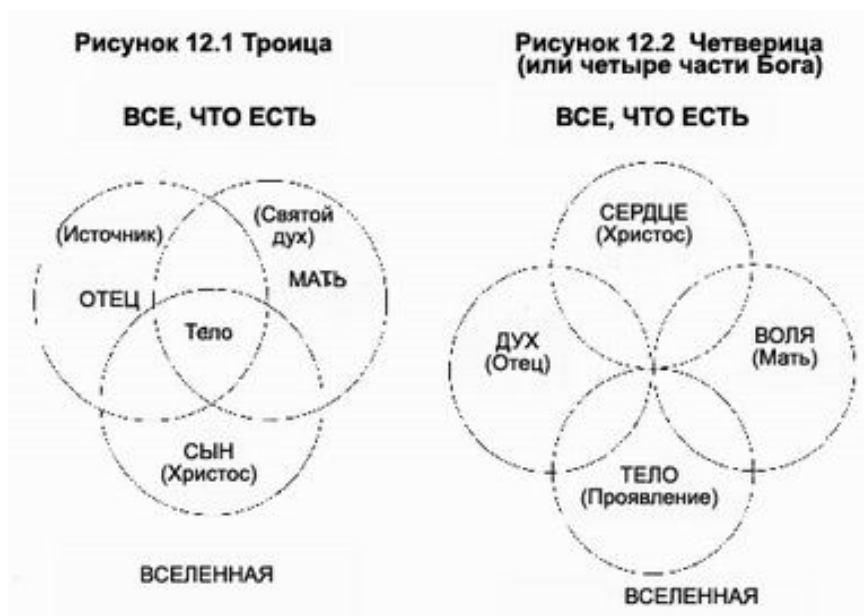 Рисунок 12.1 Троица
ВСЕ, ЧТО ЕСТЬ
(Источник)
(Святой
дух)
ОТЕЦ
МАТЬ
Тело
СЫН
(Христос)
ВСЕЛЕННАЯ
Рисунок 12.2 Четверица
(или четыре части Бога)
ВСЕ, ЧТО ЕСТЬ
СЕРДЦЕ
(Христос)
ДУХ
(Отец)
ВОЛЯ
(Мать)
ТЕЛО
(Проявление)
ВСЕЛЕННАЯ